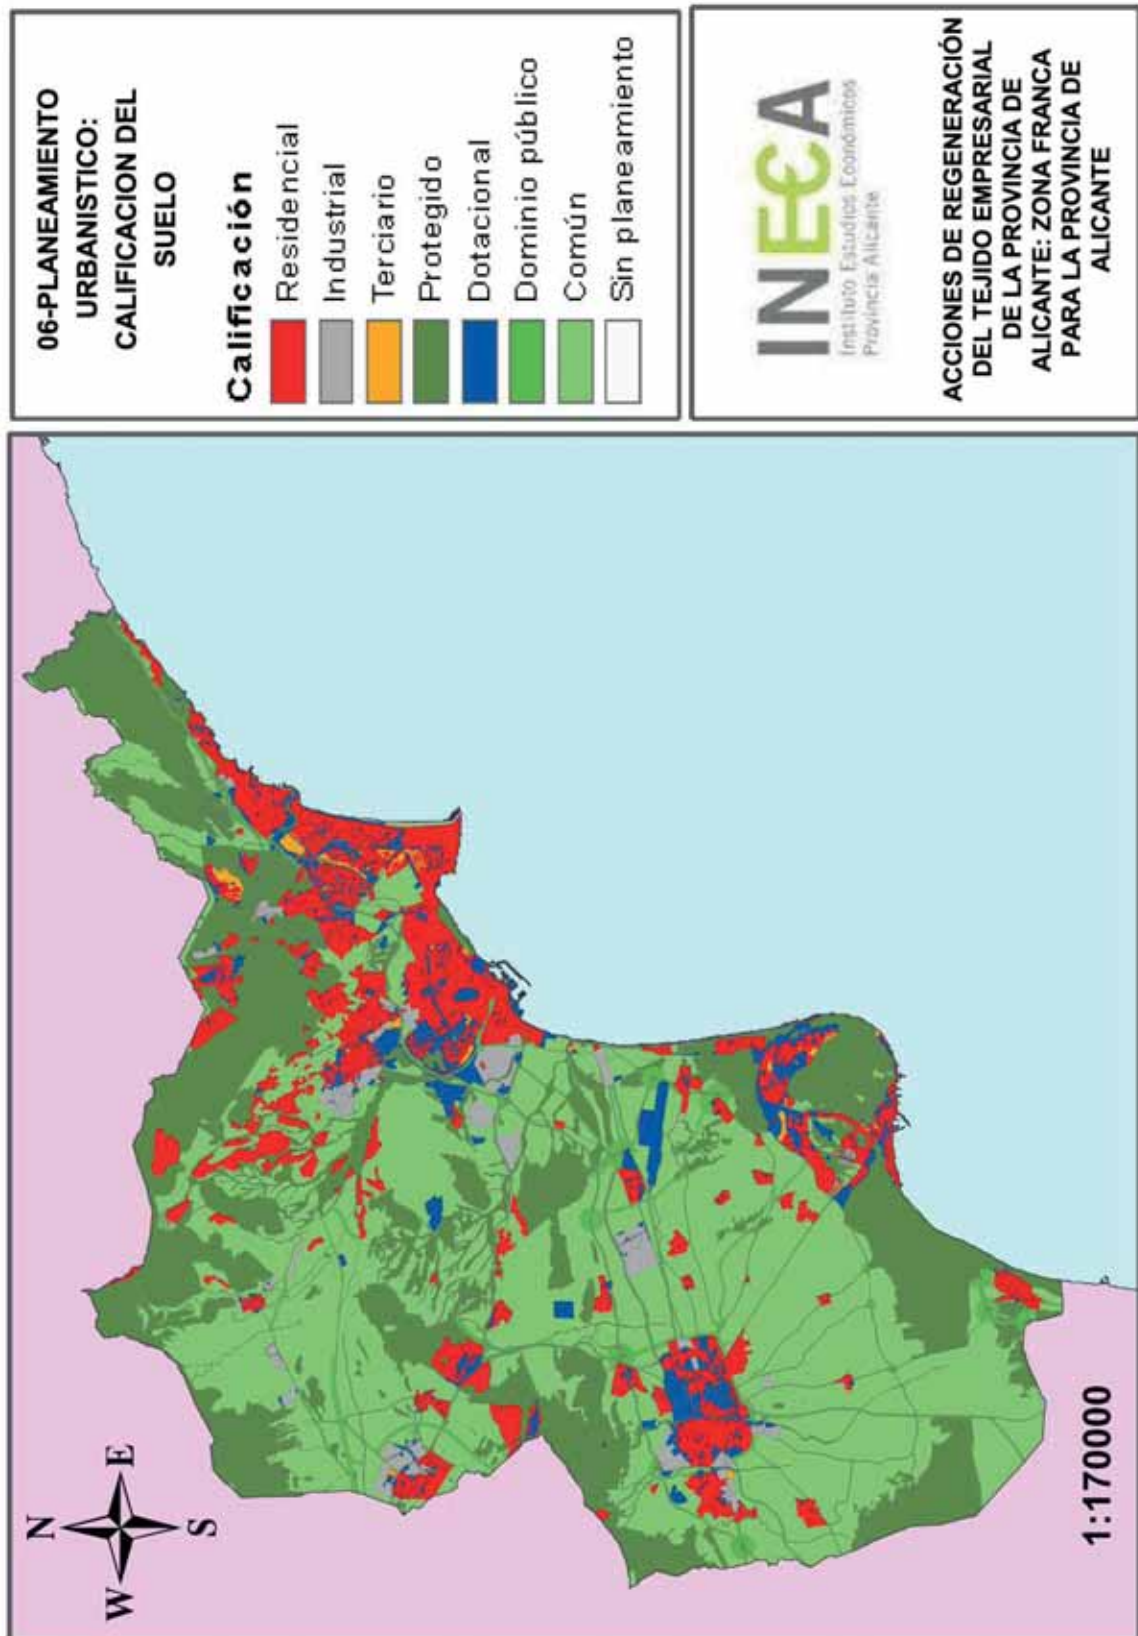 06-PLANEAMIENTO
URBANISTICO:
CALIFICACION DEL
SUELO
Calificación
Residencial
Industrial
Terciario
Protegido
Dotacional
Dominio público
Común
Sin planeamiento
INECA
Instituto Estudios Económicos
Provincia Alicante
ACCIONES DE REGENERACIÓN
DEL TEJIDO EMPRESARIAL
DE LA PROVINCIA DE
ALICANTE: ZONA FRANCA
PARA LA PROVINCIA DE
ALICANTE
N
W
E
S
1:170000